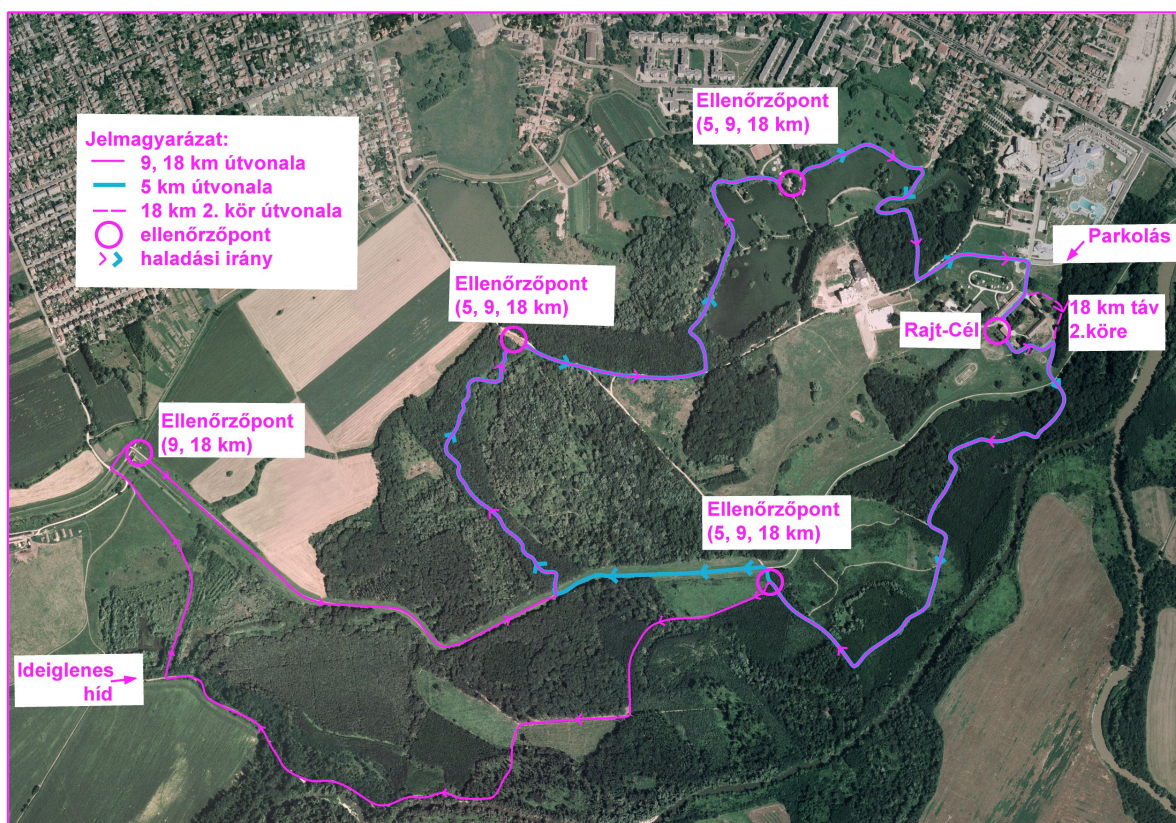 Ellenőrzőpont
(5, 9, 18 km)
Jelmagyarázat:
9, 18 km útvonala
5 km útvonala
18 km 2. kör útvonala
ellenőrzőpont
haladási irány
Parkolás
Ellenőrzőpont
(5, 9, 18 km)
18 km táv
2.köre
Rajt-Cél
Ellenőrzőpont
(9, 18 km)
Ellenőrzőpont
(5, 9, 18 km)
Ideiglenes
híd